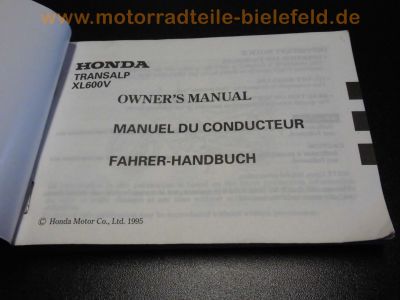 www.motorradteile-bielefeld.de
HONDA
TRANSALP
XL600V
OWNER'S MANUAL
MANUEL DU CONDUCTEUR
FAHRER-HANDBUCH
© Honda Motor Co., Ltd. 1995